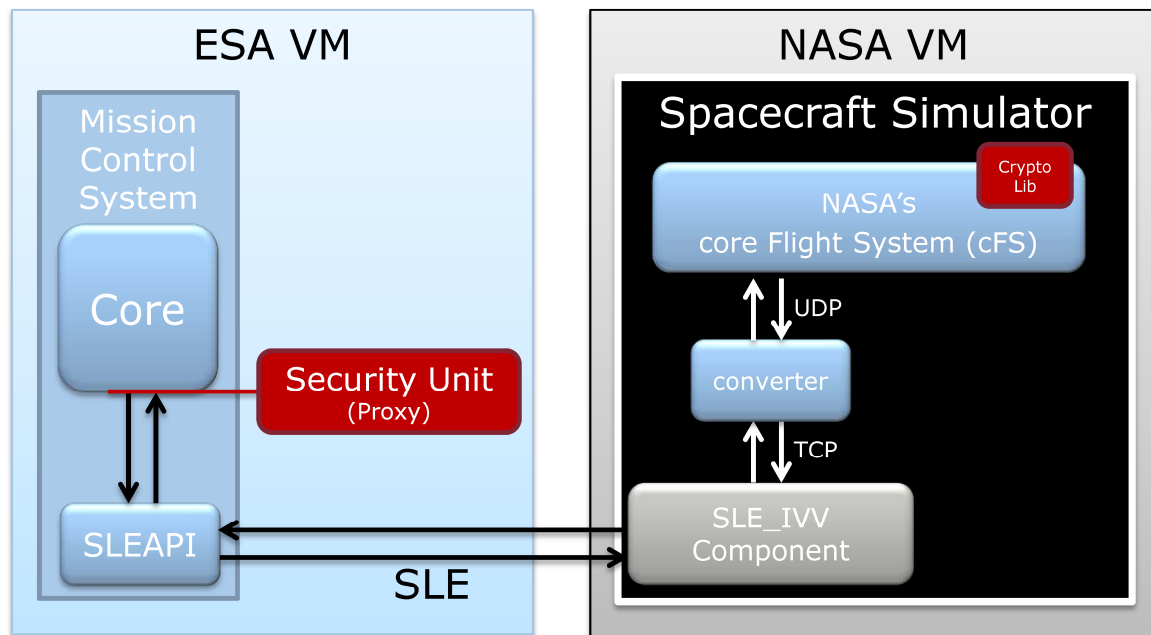 ESA VM
Mission
Control
System
Core
Security Unit
(Proxy)
SLEAPI
SLE
NASA VM
Spacecraft Simulator
Crypto
Lib
NASA's
core Flight System (cFS)
UDP
converter
TCP
SLE_IVV
Component